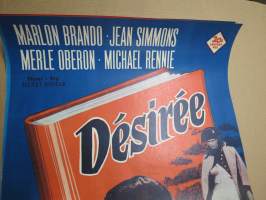 MARLON BRANDO · JEAN SIMMONS
MERLE OBERON · MICHAEL RENNIE
Désirée